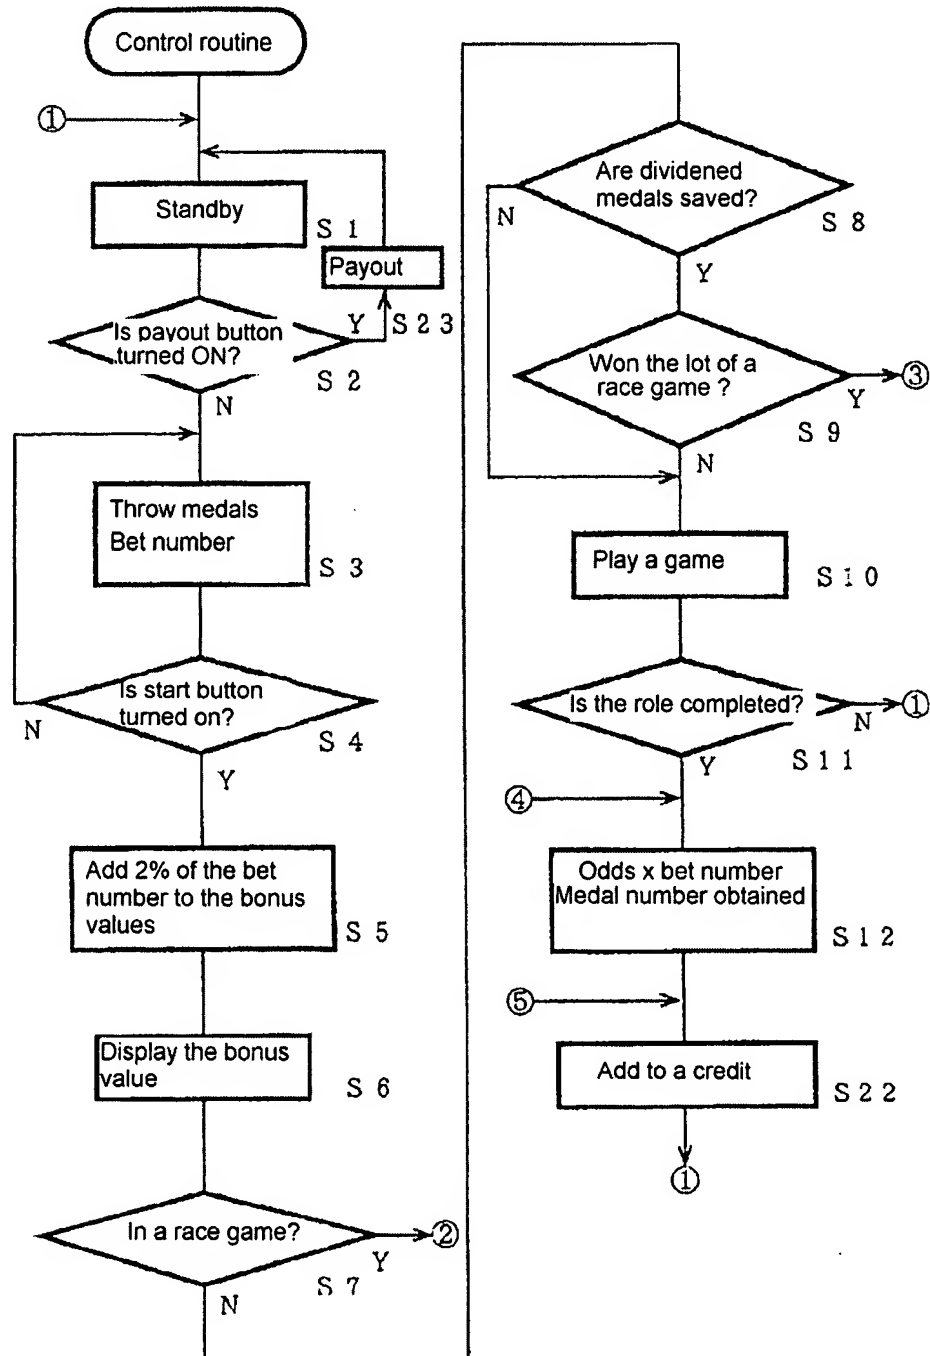 Control routine
①
Standby
S 1
Payout
S 2 3
Is payout button
turned ON?
Y
S 2
N
Throw medals
Bet number
S 3
Is start button
turned on?
N
S 4
Y
Add 2% of the bet
number to the bonus
values
S 5
Display the bonus
value
S 6
In a race game?
②
Y
S 7
N
Are dividened
medals saved?
N
S 8
Y
Won the lot of a
race game ?
③
Y
S 9
N
Play a game
S 1 0
Is the role completed?
①
N
S 1 1
Y
④
Odds x bet number
Medal number obtained
S 1 2
⑤
Add to a credit
S 2 2
①